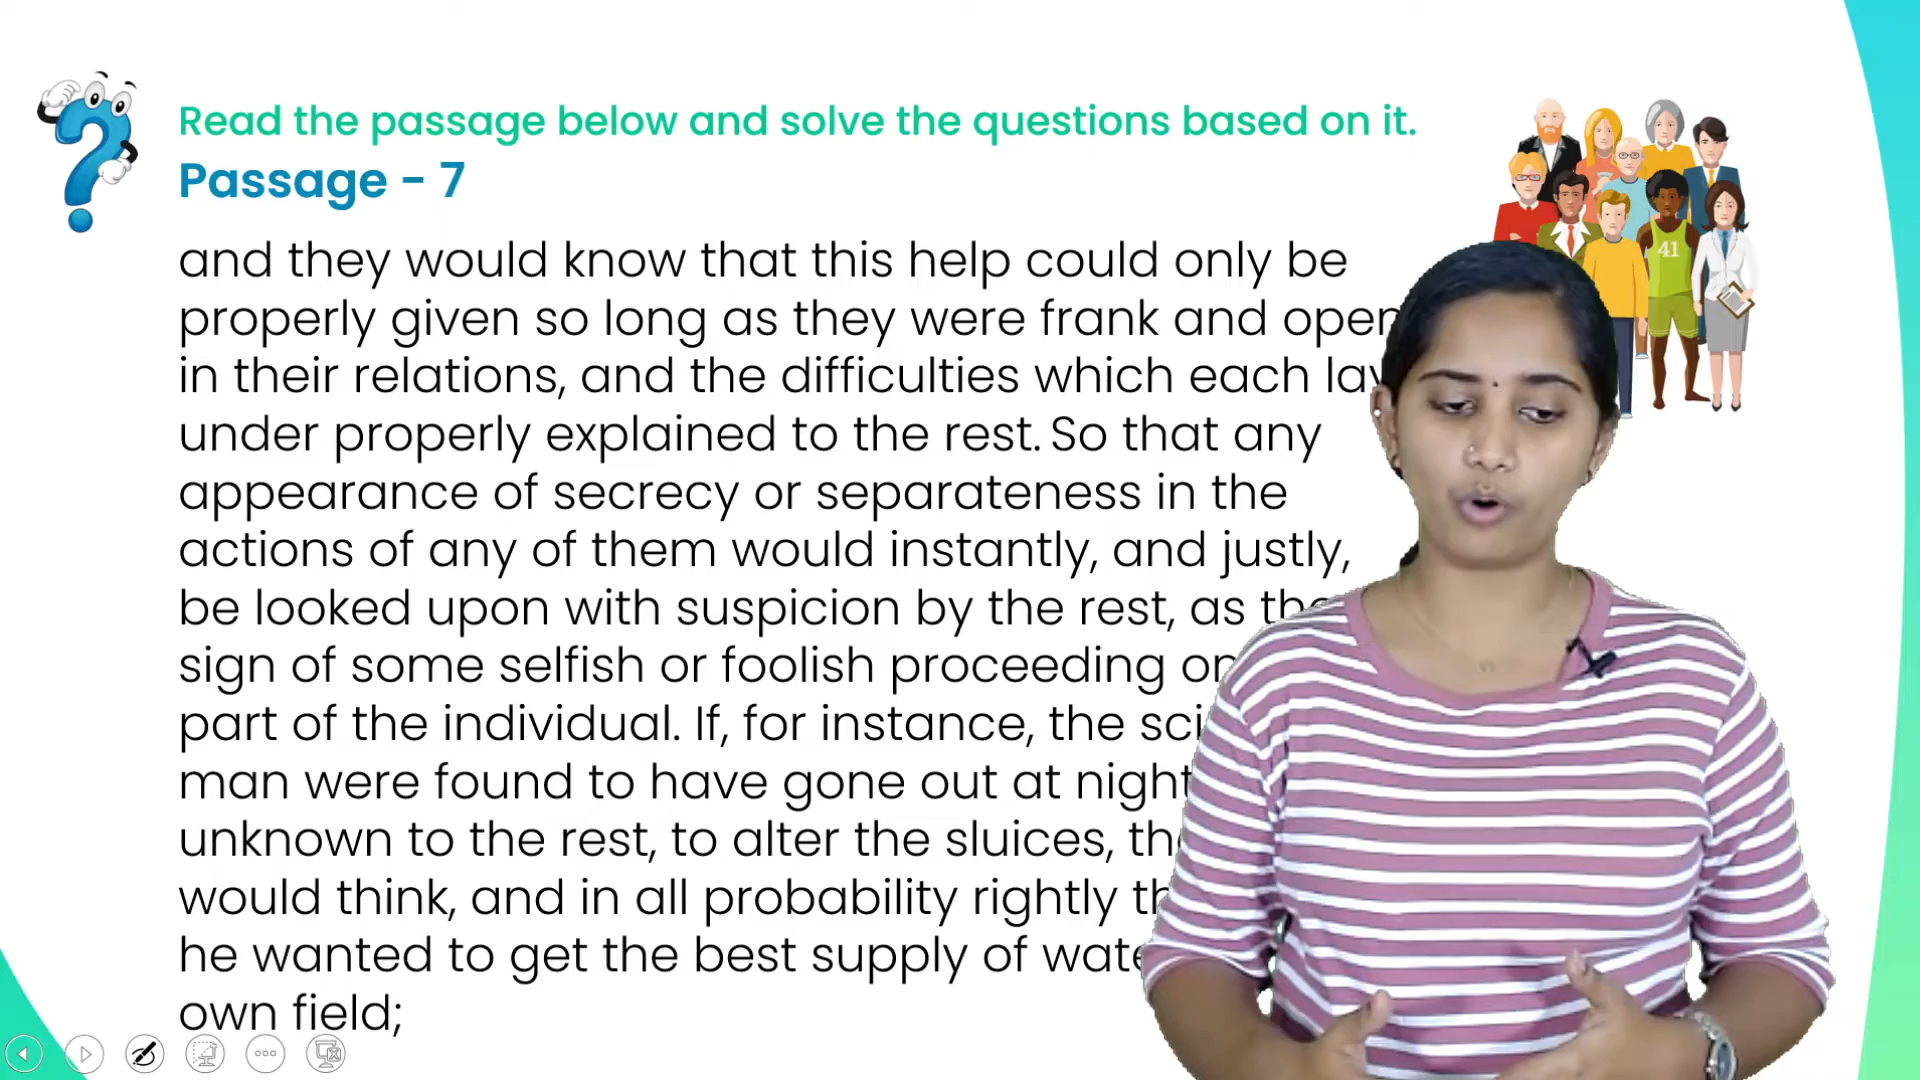 Read the passage below and solve the questions based on it.
Passage - 7
and they would know that this help could only be
properly given so long as they were frank and open
in their relations, and the difficulties which each lay
under properly explained to the rest. So that any
appearance of secrecy or separateness in the
actions of any of them would instantly, and justly,
be looked upon with suspicion by the rest, as the
sign of some selfish or foolish proceeding on
part of the individual. If, for instance, the
man were found to have gone out at night
unknown to the rest, to alter the sluices,
would think, and in all probability rightly
he wanted to get the best supply of
own field;
41